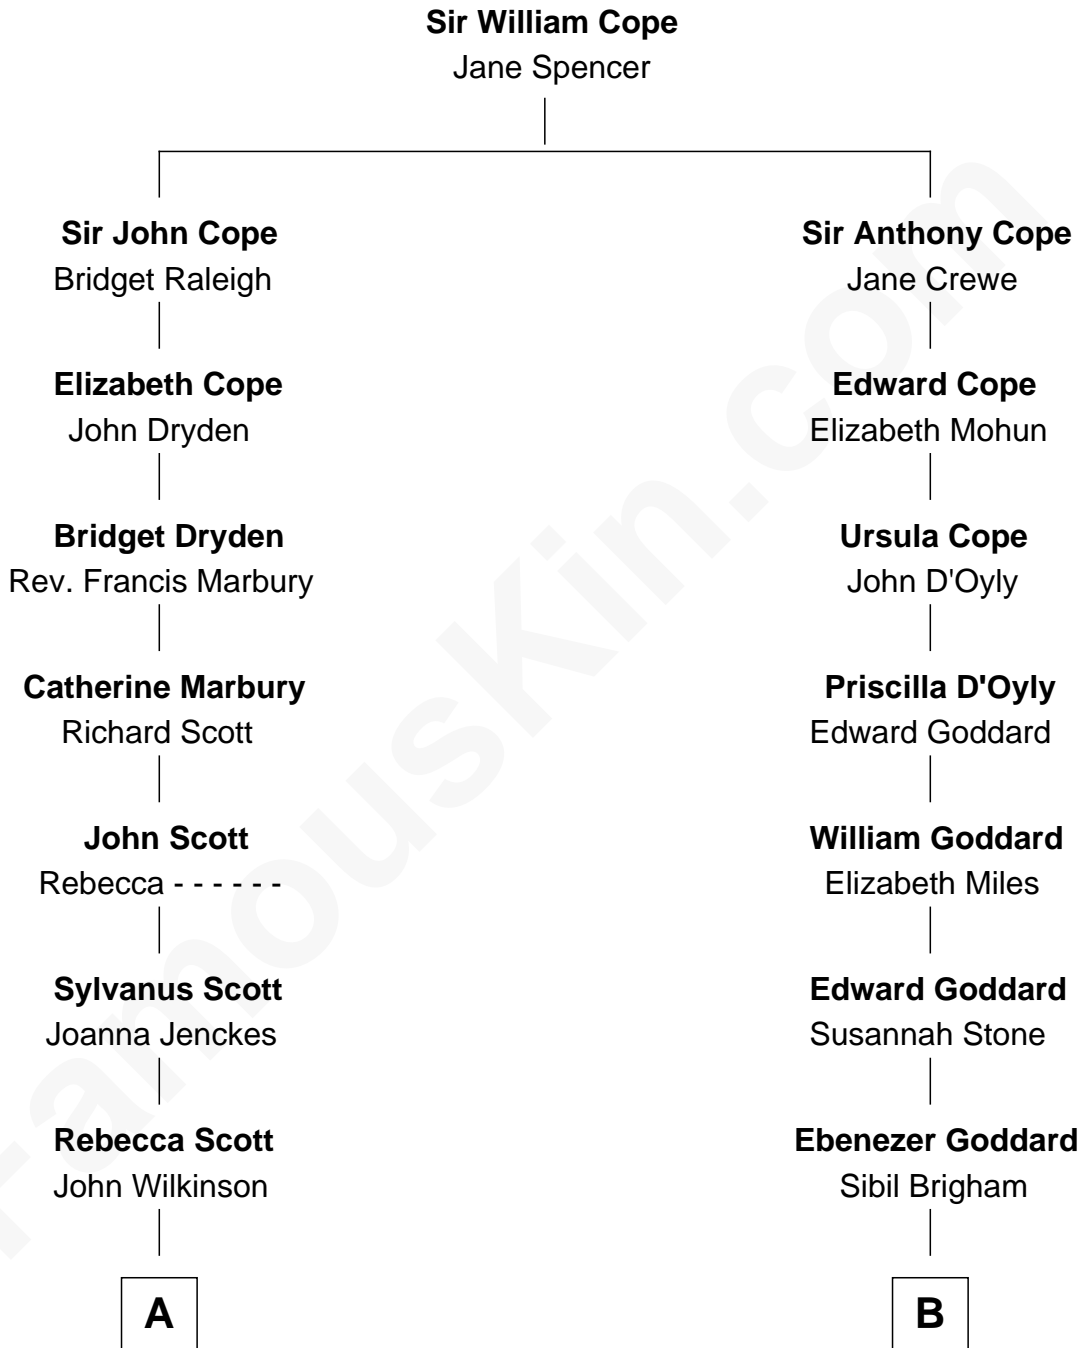 Sir William Cope
Jane Spencer
Sir John Cope
Bridget Raleigh
Sir Anthony Cope
Jane Crewe
Elizabeth Cope
John Dryden
Edward Cope
Elizabeth Mohun
Bridget Dryden
Rev. Francis Marbury
Ursula Cope
John D'Oyly
Catherine Marbury
Richard Scott
Priscilla D'Oyly
Edward Goddard
John Scott
Rebecca - - - - - -
William Goddard
Elizabeth Miles
Sylvanus Scott
Joanna Jenckes
Edward Goddard
Susannah Stone
Rebecca Scott
John Wilkinson
Ebenezer Goddard
Sibil Brigham
A
B
FamousKin.com